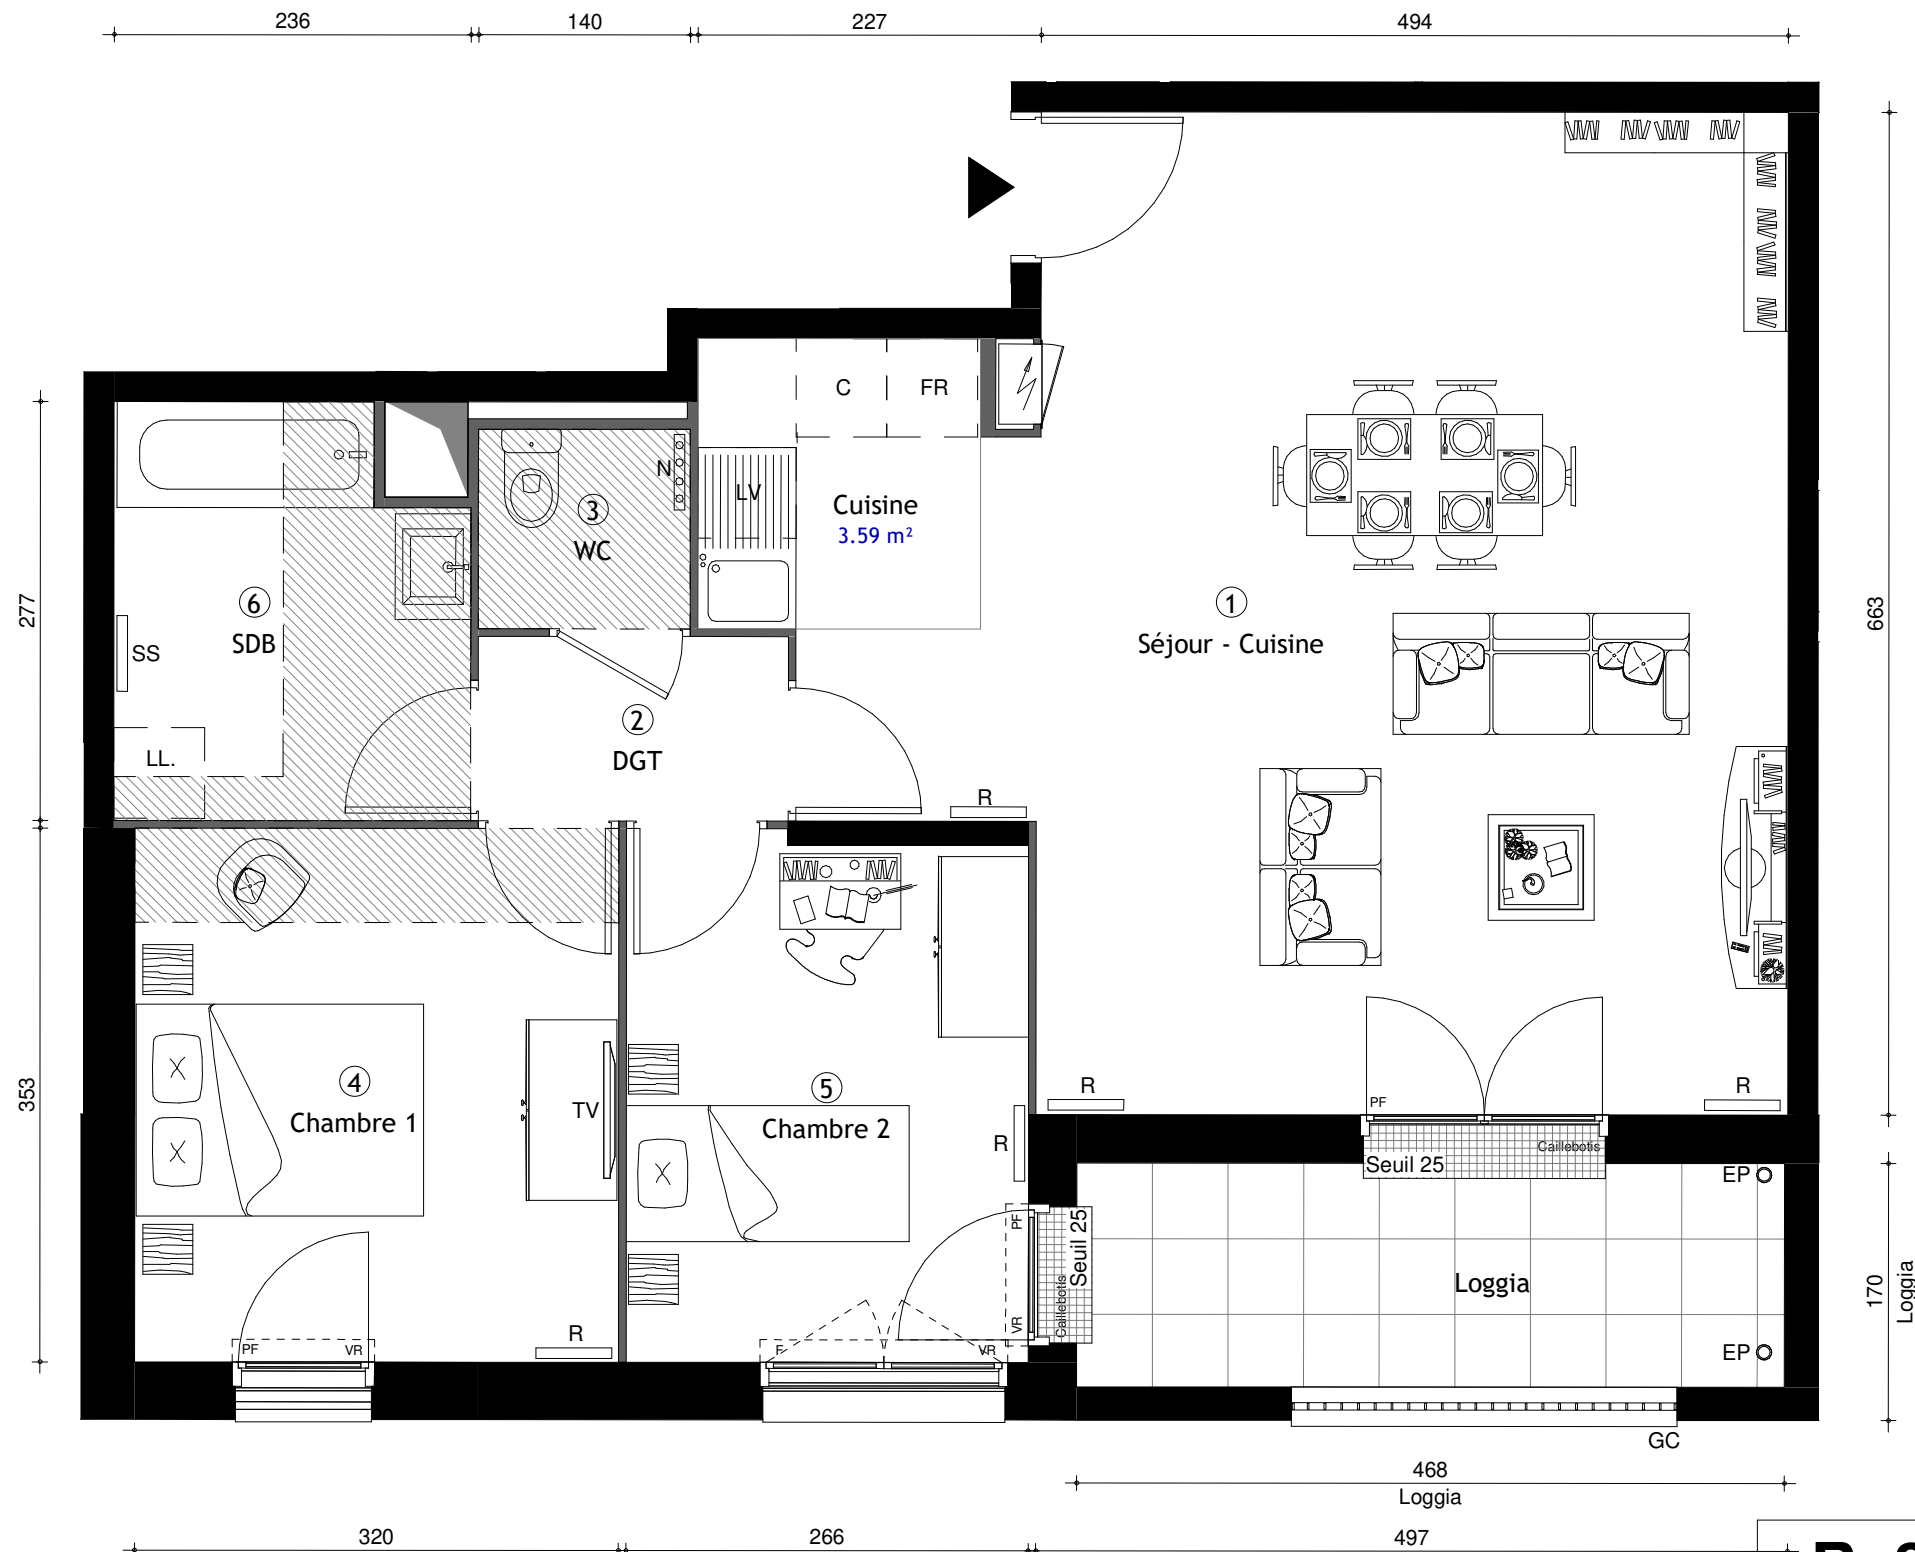 236
140
227
494
C
FR
N
LV
Cuisine
3.59 m²
3
WC
6
SDB
1
Séjour - Cuisine
277
663
SS
2
DGT
LL.
R
4
Chambre 1
TV
5
Chambre 2
R
353
R
R
PF
Caillebotis
Seuil 25
EP
PF
Seuil 25
Caillebotis
VR
Loggia
170
Loggia
PF
VR
R
F
VR
EP
GC
468
Loggia
320
266
497